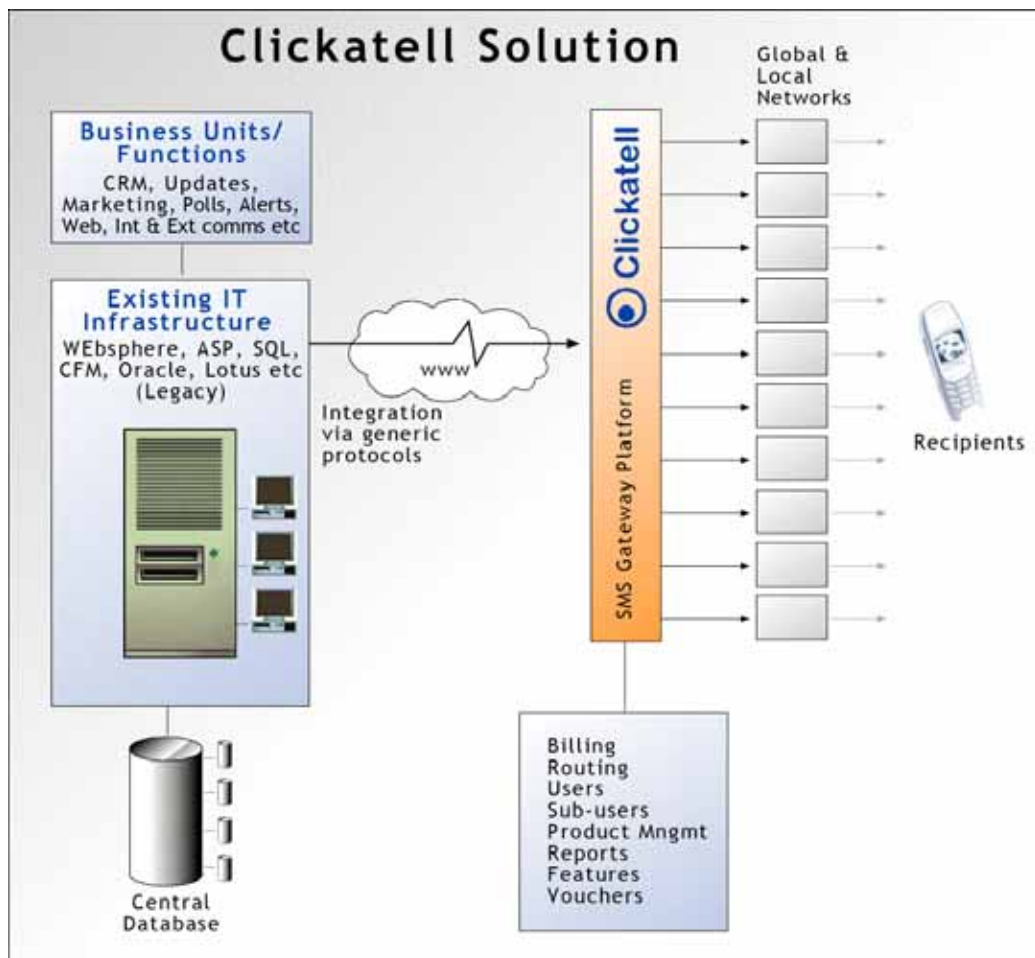 Clickatell Solution
Global &
Local
Networks
Business Units/
Functions
CRM, Updates,
Marketing, Polls, Alerts,
Web, Int & Ext comms etc
Existing IT
Infrastructure
WEbsphere, ASP, SQL,
CFM, Oracle, Lotus etc
(Legacy)
www
Integration
via generic
protocols
Clickatell
SMS Gateway Platform
Recipients
Central
Database
Billing
Routing
Users
Sub-users
Product Mngmt
Reports
Features
Vouchers